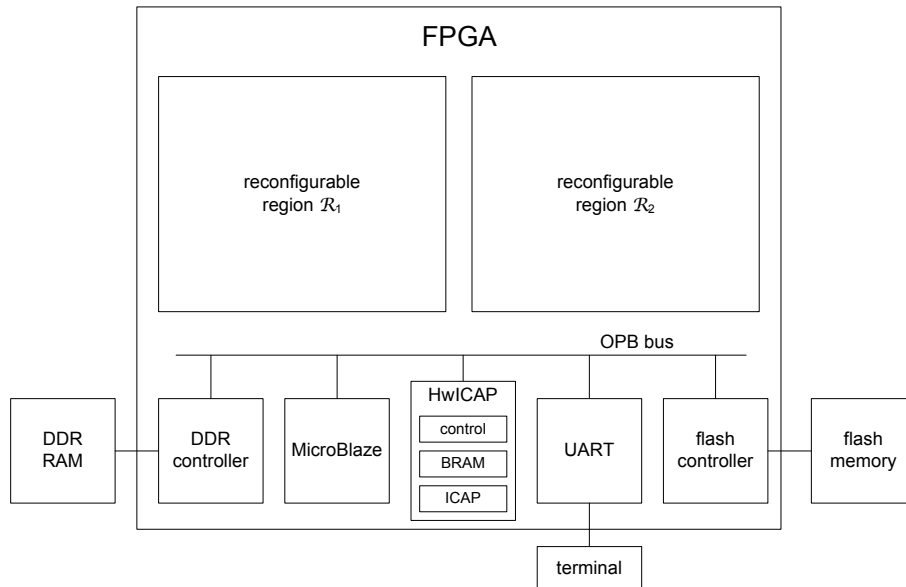 FPGA
reconfigurable
region ℛ₁
reconfigurable
region ℛ₂
OPB bus
DDR
RAM
DDR
controller
MicroBlaze
HwICAP
control
BRAM
ICAP
UART
flash
controller
flash
memory
terminal